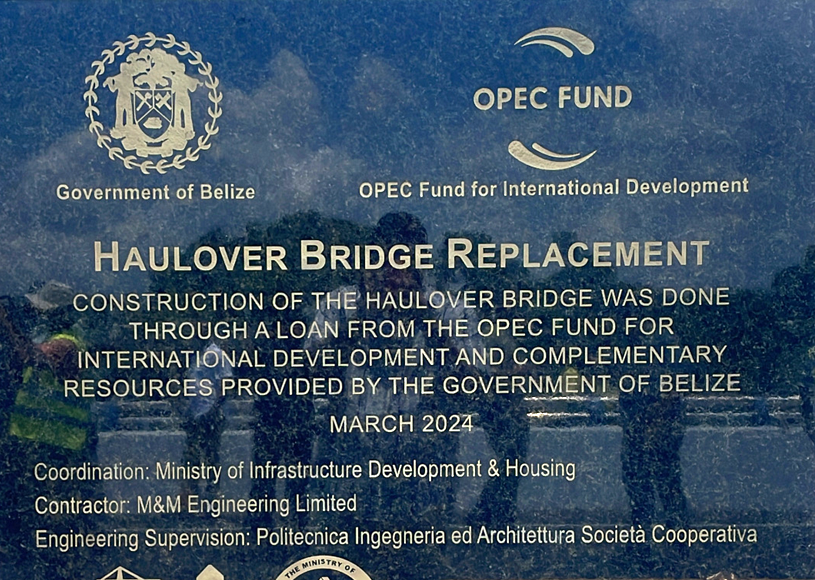 OPEC FUND
Government of Belize
OPEC Fund for International Development
HAULOVER BRIDGE REPLACEMENT
CONSTRUCTION OF THE HAULOVER BRIDGE WAS DONE
THROUGH A LOAN FROM THE OPEC FUND FOR
INTERNATIONAL DEVELOPMENT AND COMPLEMENTARY
RESOURCES PROVIDED BY THE GOVERNMENT OF BELIZE
MARCH 2024
Coordination: Ministry of Infrastructure Development & Housing
Contractor: M&M Engineering Limited
Engineering Supervision: Politecnica Ingegneria ed Architettura Società Cooperativa
THE MINISTRY OF